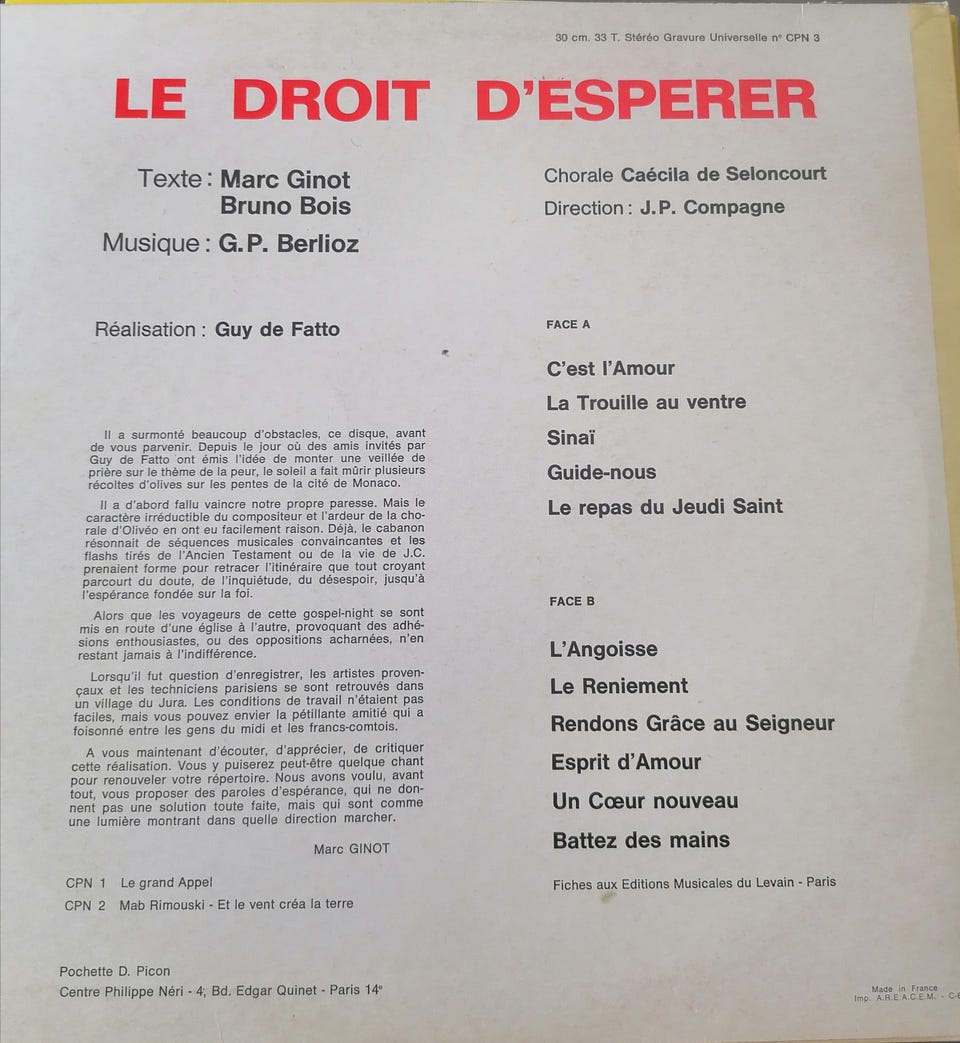 30 cm. 33 T. Stéréo Gravure Universelle n° CPN 3
LE DROIT D'ESPERER
Texte : Marc Ginot
Bruno Bois
Musique : G.P. Berlioz
Chorale Caécila de Seloncourt
Direction : J.P. Compagne
Réalisation : Guy de Fatto
Il a surmonté beaucoup d'obstacles, ce disque, avant
de vous parvenir. Depuis le jour où des amis invités par
Guy de Fatto ont émis l'idée de monter une veillée de
prière sur le thème de la peur, le soleil a fait mûrir plusieurs
récoltes d'olives sur les pentes de la cité de Monaco.
Il a d'abord fallu vaincre notre propre paresse. Mais le
caractère irréductible du compositeur et l'ardeur de la cho-
rale d'Olivéo en ont eu facilement raison. Déjà, le cabanon
résonnait de séquences musicales convaincantes et les
flashs tirés de l'Ancien Testament ou de la vie de J.C.
prenaient forme pour retracer l'itinéraire que tout croyant
parcourt du doute, de l'inquiétude, du désespoir, jusqu'à
l'espérance fondée sur la foi.
Alors que les voyageurs de cette gospel-night se sont
mis en route d'une église à l'autre, provoquant des adhé-
sions enthousiastes, ou des oppositions acharnées, n'en
restant jamais à l'indifférence.
Lorsqu'il fut question d'enregistrer, les artistes proven-
çaux et les techniciens parisiens se sont retrouvés dans
un village du Jura. Les conditions de travail n'étaient pas
faciles, mais vous pouvez envier la pétillante amitié qui a
foisonné entre les gens du midi et les francs-comtois.
A vous maintenant d'écouter, d'apprécier, de critiquer
cette réalisation. Vous y puiserez peut-être quelque chant
pour renouveler votre répertoire. Nous avons voulu, avant
tout, vous proposer des paroles d'espérance, qui ne don-
nent pas une solution toute faite, mais qui sont comme
une lumière montrant dans quelle direction marcher.
Marc GINOT
CPN 1 Le grand Appel
CPN 2 Mab Rimouski - Et le vent créa la terre
Pochette D. Picon
Centre Philippe Néri - 4, Bd. Edgar Quinet - Paris 14e
FACE A
C'est l'Amour
La Trouille au ventre
Sinaï
Guide-nous
Le repas du Jeudi Saint
FACE B
L'Angoisse
Le Reniement
Rendons Grâce au Seigneur
Esprit d'Amour
Un Cœur nouveau
Battez des mains
Fiches aux Editions Musicales du Levain - Paris
Made in France
Imp. A.R.E.A.C.E.M. -